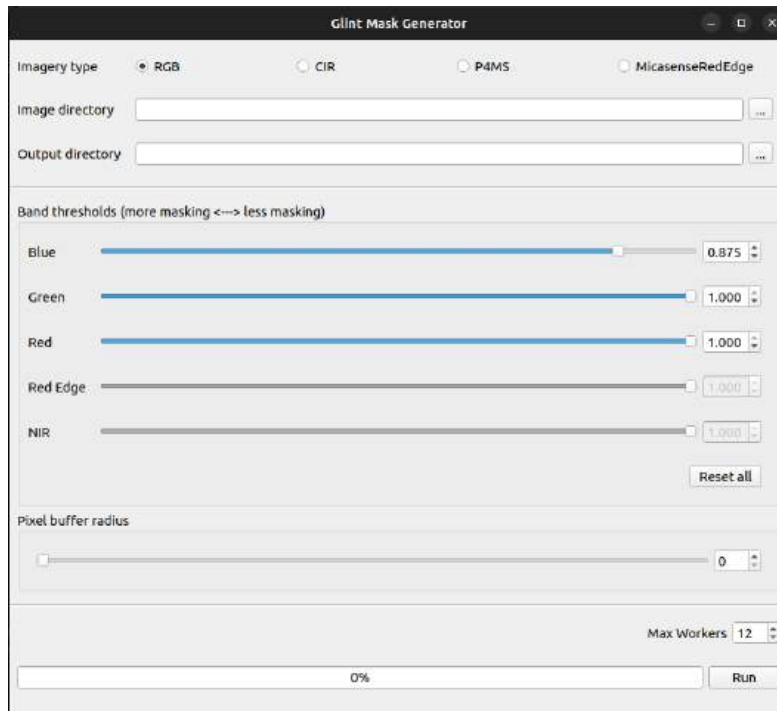 Glint Mask Generator
Imagery type RGB CIR P4MS MicasenseRedEdge
Image directory ...
Output directory ...
Band thresholds (more masking <---> less masking)
Blue 0.875
Green 1.000
Red 1.000
Red Edge 1.000
NIR 1.000
Reset all
Pixel buffer radius
0
Max Workers 12
0% Run